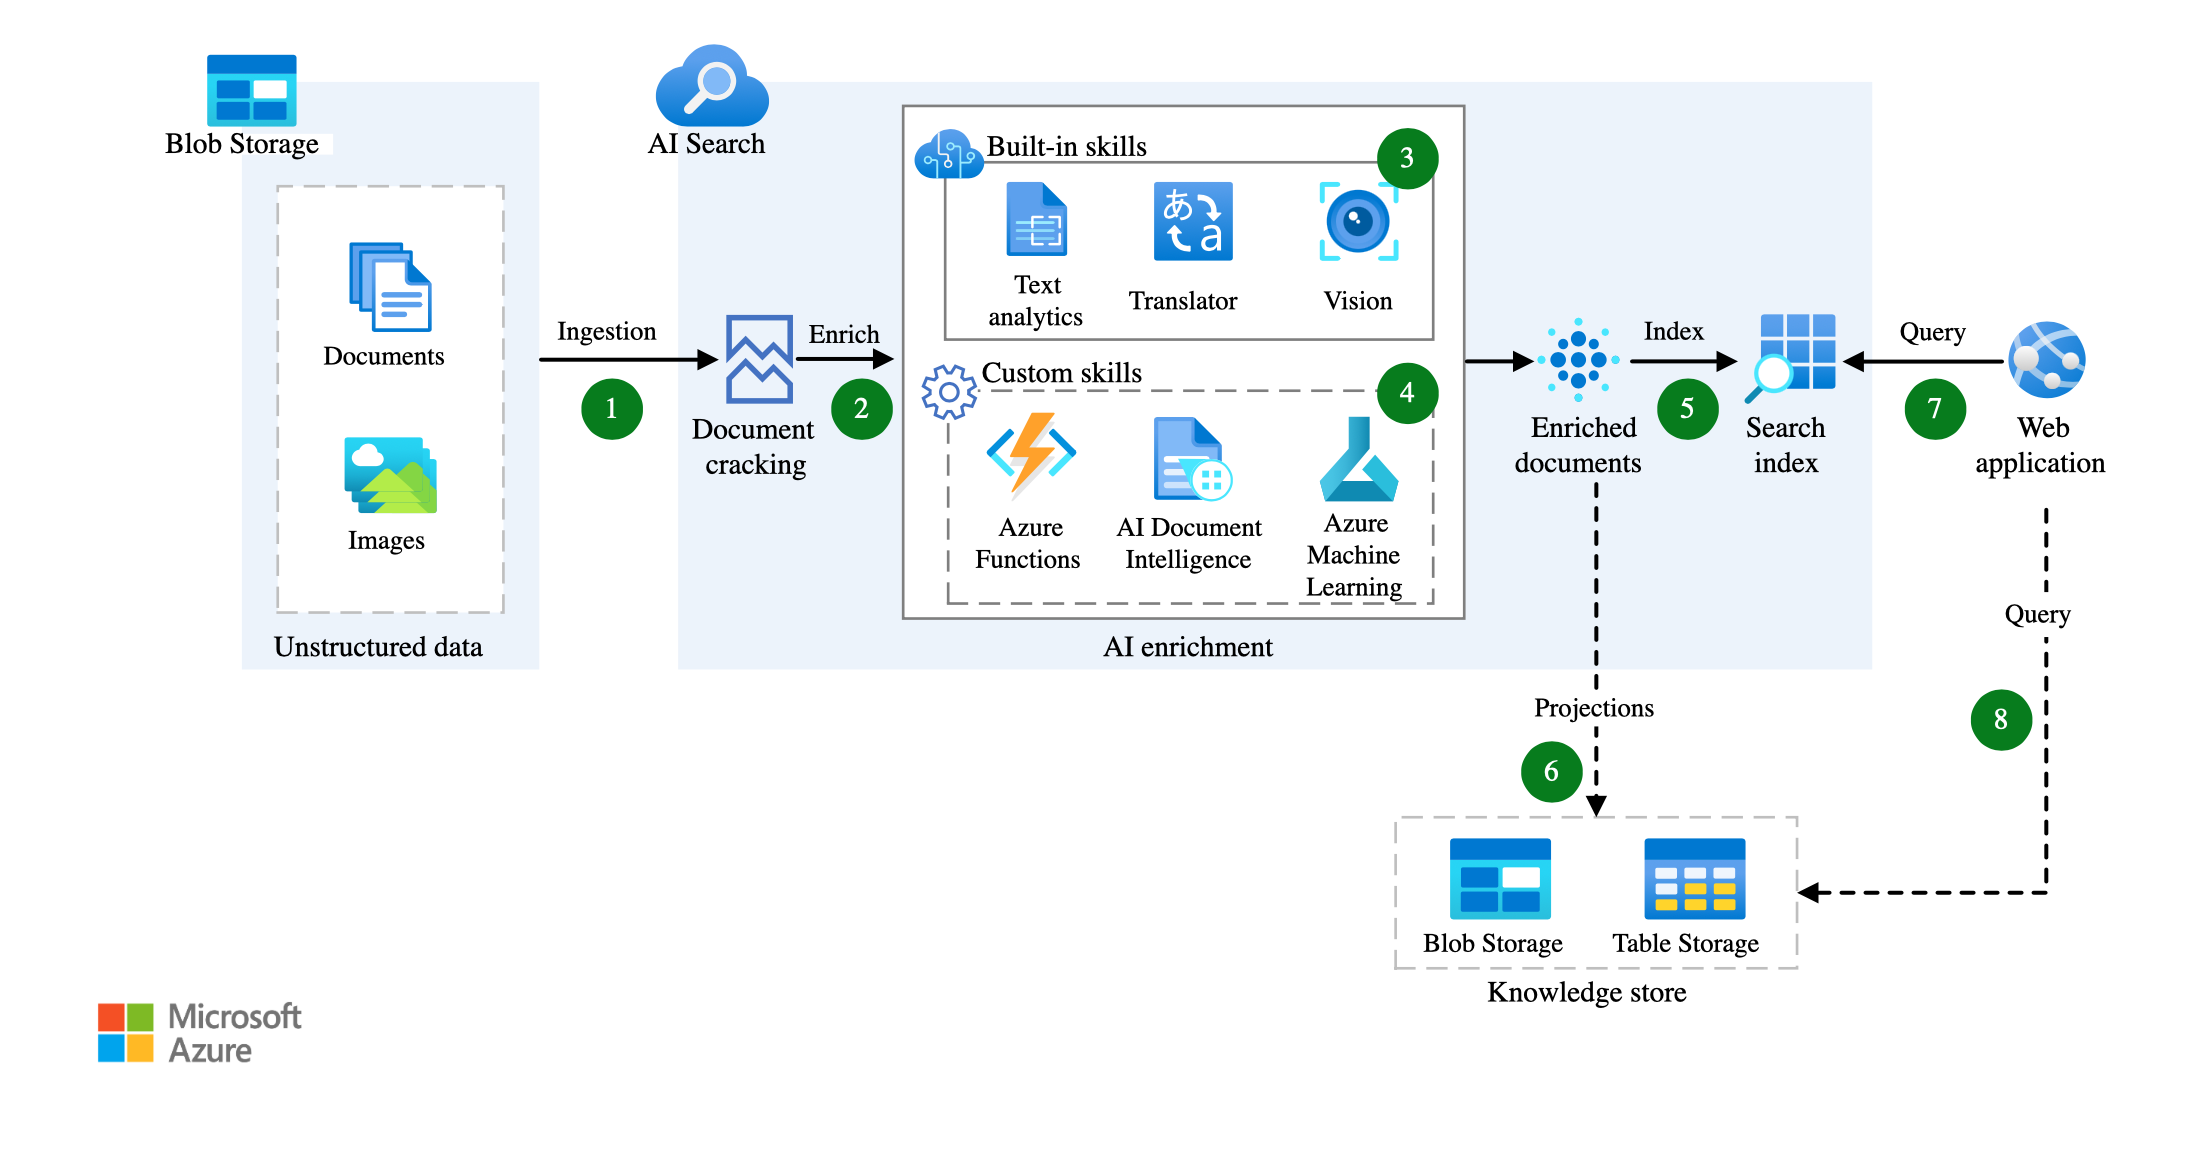 Blob Storage
AI Search
Documents
Images
Unstructured data
Ingestion
1
Document
cracking
Enrich
2
Built-in skills
3
Text
analytics
Translator
Vision
あ
a
Custom skills
4
Azure
Functions
AI Document
Intelligence
Azure
Machine
Learning
AI enrichment
Enriched
documents
Index
5
Search
index
Query
7
Web
application
Projections
6
Query
8
Blob Storage
Table Storage
Knowledge store
Microsoft
Azure